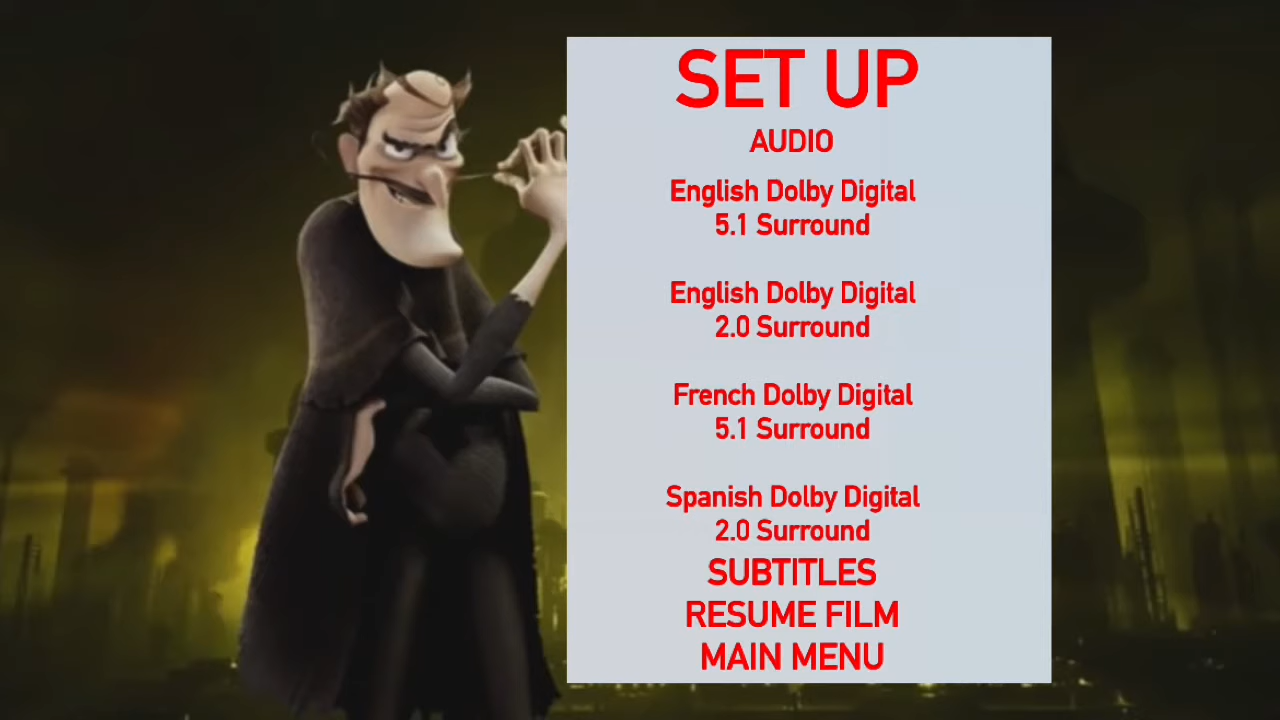 SET UP
AUDIO
English Dolby Digital
5.1 Surround
English Dolby Digital
2.0 Surround
French Dolby Digital
5.1 Surround
Spanish Dolby Digital
2.0 Surround
SUBTITLES
RESUME FILM
MAIN MENU